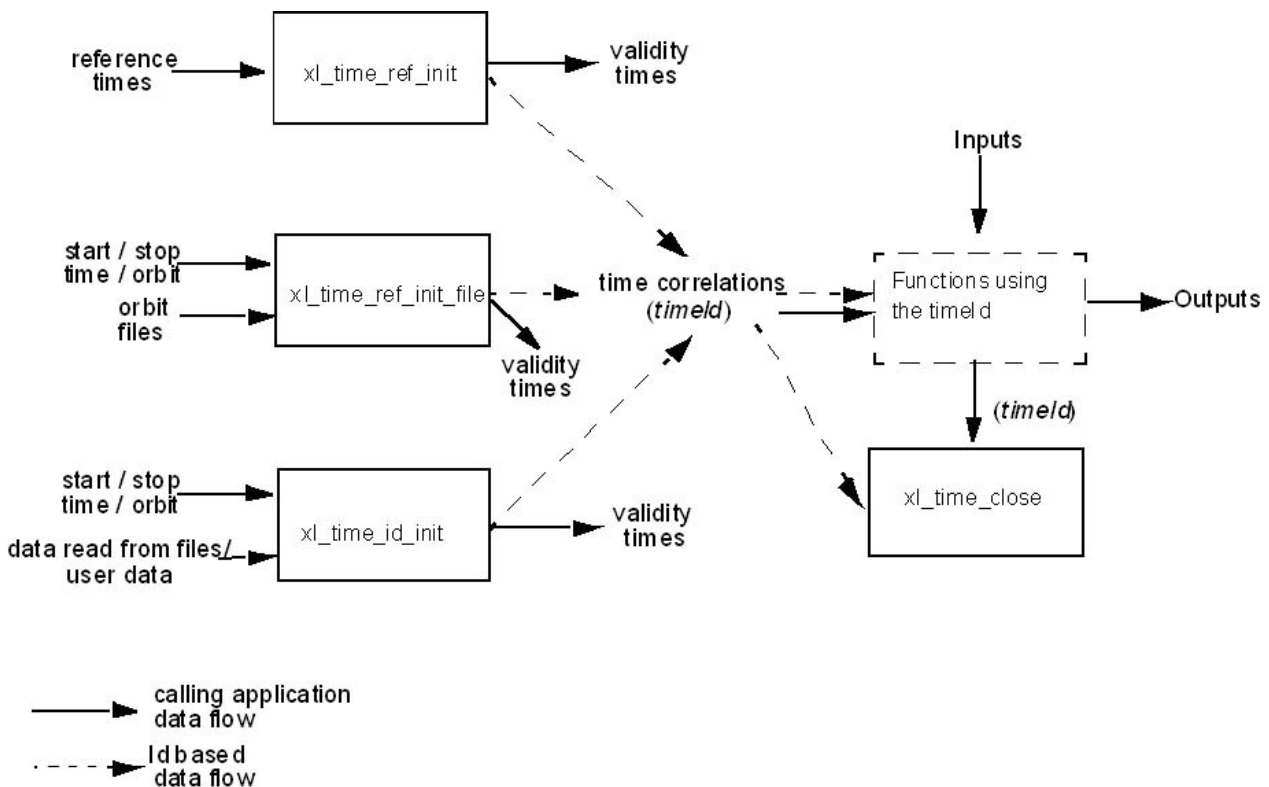 reference
times
xl_time_ref_init
validity
times
Inputs
start / stop
time / orbit
orbit
files
xl_time_ref_init_file
validity
times
time correlations
(timeId)
Functions using
the timeId
Outputs
(timeId)
start / stop
time / orbit
data read from files/
user data
xl_time_id_init
validity
times
xl_time_close
calling application
data flow
Id based
data flow